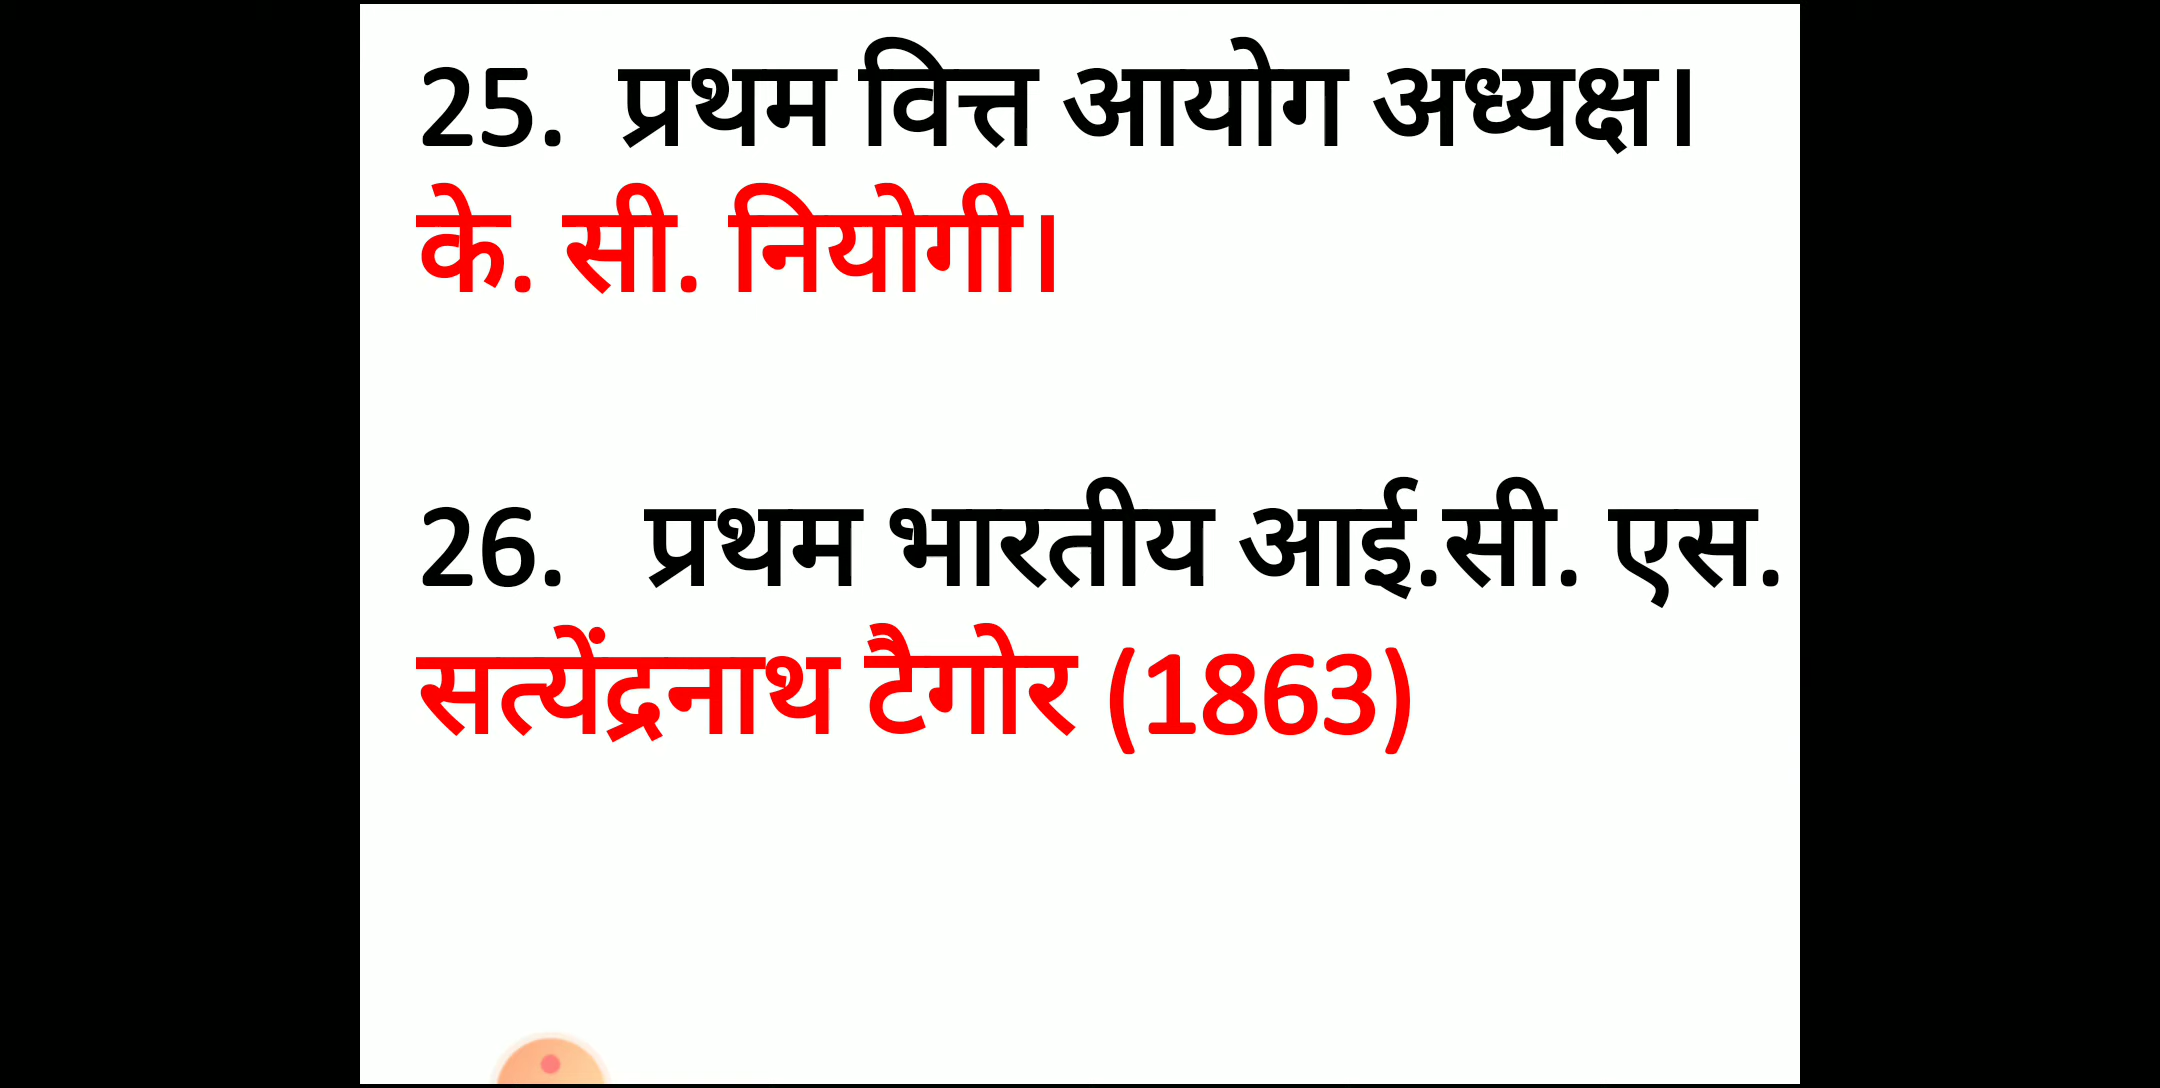 25. प्रथम वित्त आयोग अध्यक्ष।
के. सी. नियोगी।
26. प्रथम भारतीय आई.सी. एस.
सत्येंद्रनाथ टैगोर (1863)